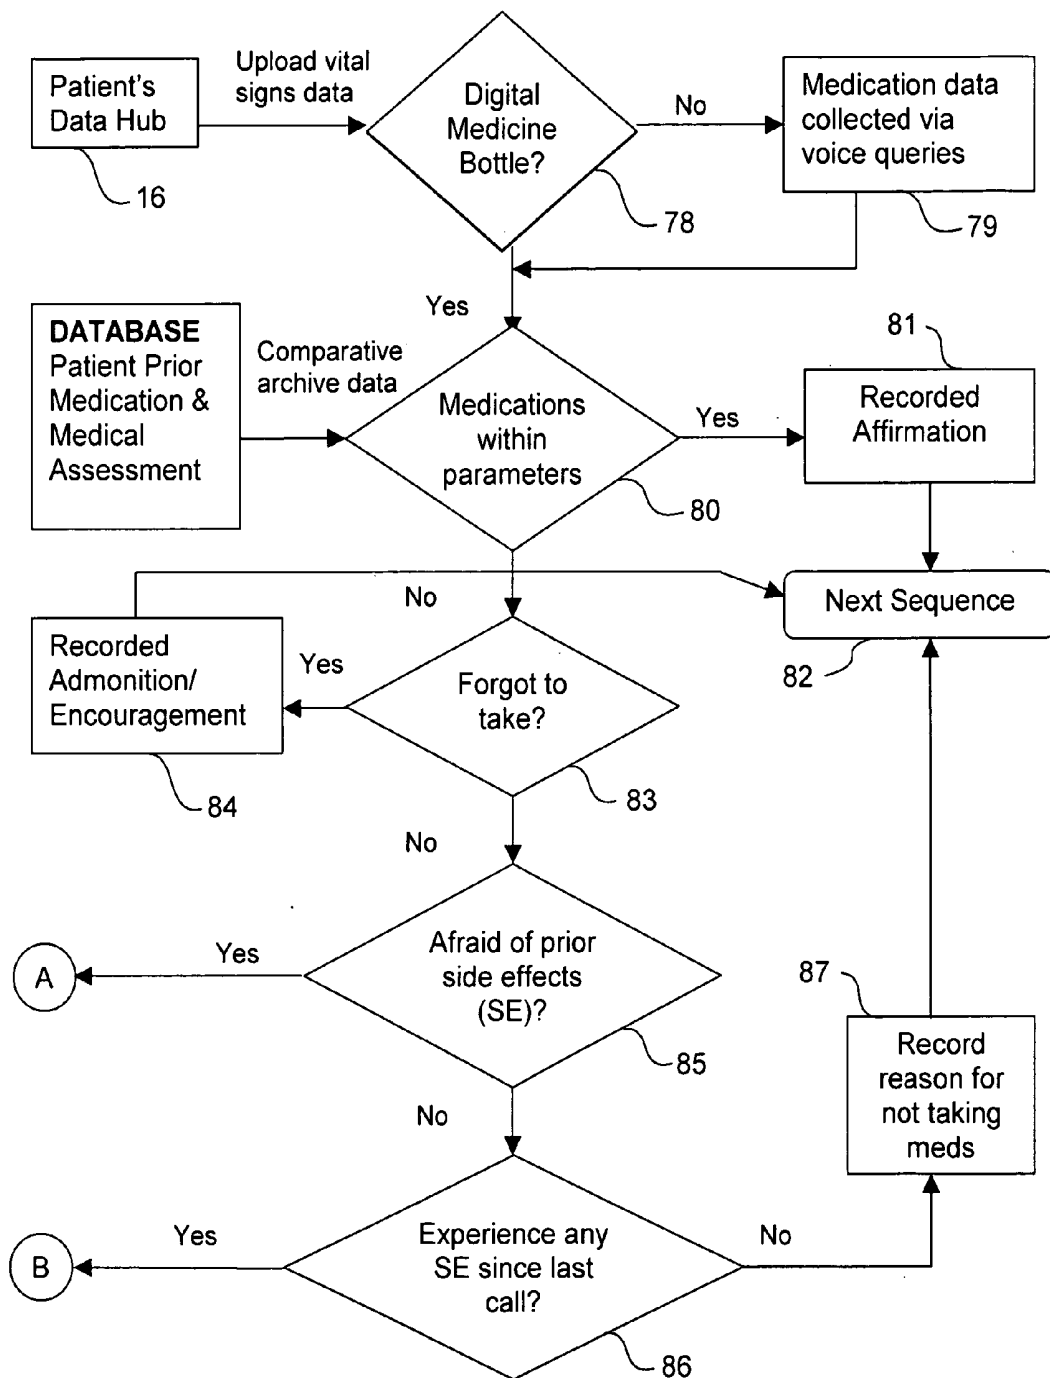 Patient's
Data Hub
16
Upload vital
signs data
Digital
Medicine
Bottle?
78
No
Medication data
collected via
voice queries
79
Yes
DATABASE
Patient Prior
Medication &
Medical
Assessment
Comparative
archive data
Medications
within
parameters
80
Yes
81
Recorded
Affirmation
No
Next Sequence
82
Recorded
Admonition/
Encouragement
84
Yes
Forgot to
take?
83
No
A
Yes
Afraid of prior
side effects
(SE)?
85
87
Record
reason for
not taking
meds
No
B
Yes
Experience any
SE since last
call?
86
No